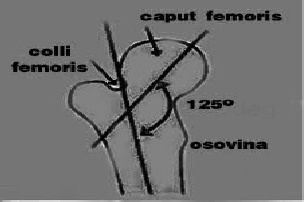 caput femoris
colli
femoris
125º
osovina